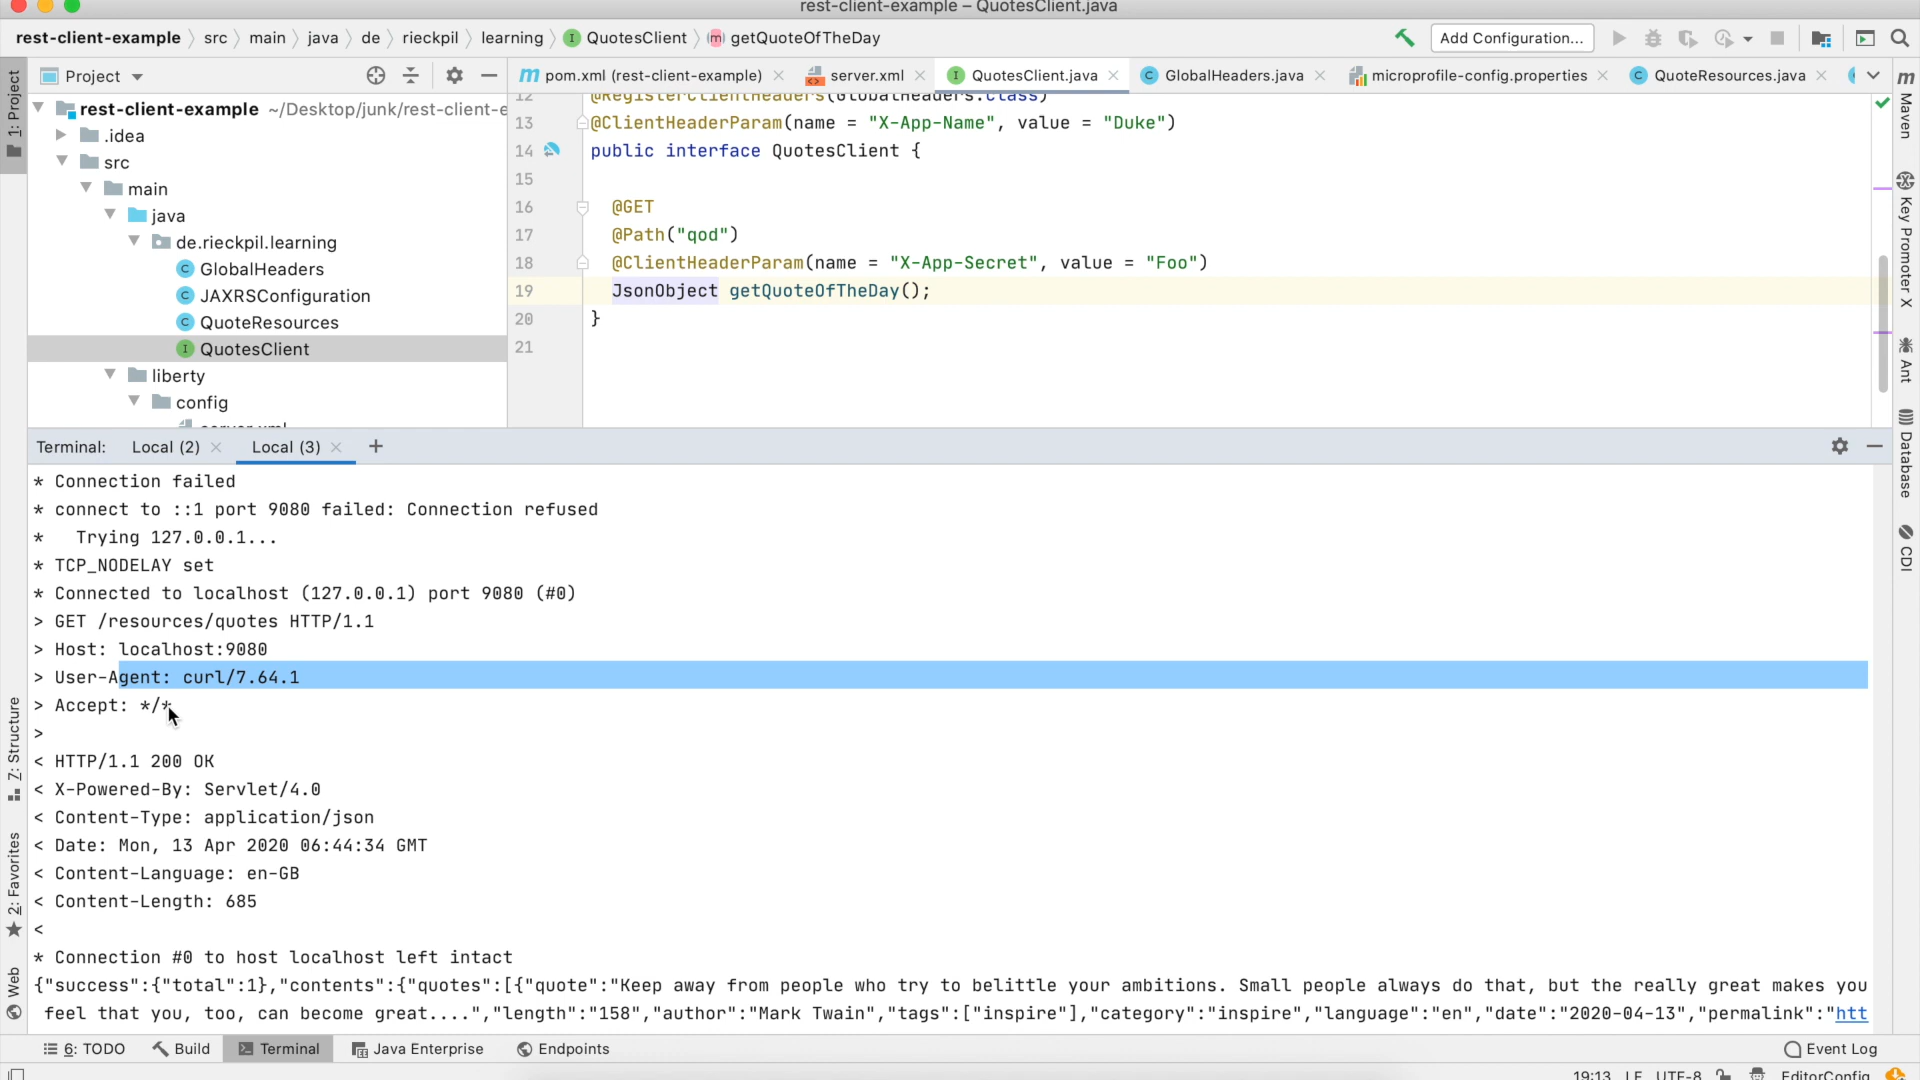 rest-client-example – QuotesClient.java
rest-client-example src main java de rieckpil learning QuotesClient getQuoteOfTheDay Add Configuration...
Project
pom.xml (rest-client-example) server.xml QuotesClient.java GlobalHeaders.java microprofile-config.properties QuoteResources.java
rest-client-example ~/Desktop/junk/rest-client-e
.idea
src
main
java
de.rieckpil.learning
GlobalHeaders
JAXRSConfiguration
QuoteResources
QuotesClient
liberty
config
server.xml
12 @RegisterClientHeaders(GlobalHeaders.class)
13 @ClientHeaderParam(name = "X-App-Name", value = "Duke")
14 public interface QuotesClient {
15
16 @GET
17 @Path("qod")
18 @ClientHeaderParam(name = "X-App-Secret", value = "Foo")
19 JsonObject getQuoteOfTheDay();
20 }
21
1: Project
7: Structure
2: Favorites
Web
Maven
Key Promoter X
Ant
Database
CDI
Terminal: Local (2) Local (3) +
* Connection failed
* connect to ::1 port 9080 failed: Connection refused
* Trying 127.0.0.1...
* TCP_NODELAY set
* Connected to localhost (127.0.0.1) port 9080 (#0)
> GET /resources/quotes HTTP/1.1
> Host: localhost:9080
> User-Agent: curl/7.64.1
> Accept: */*
>
< HTTP/1.1 200 OK
< X-Powered-By: Servlet/4.0
< Content-Type: application/json
< Date: Mon, 13 Apr 2020 06:44:34 GMT
< Content-Language: en-GB
< Content-Length: 685
<
* Connection #0 to host localhost left intact
{"success":{"total":1},"contents":{"quotes":[{"quote":"Keep away from people who try to belittle your ambitions. Small people always do that, but the really great makes you
feel that you, too, can become great....","length":"158","author":"Mark Twain","tags":["inspire"],"category":"inspire","language":"en","date":"2020-04-13","permalink":"htt
6: TODO Build Terminal Java Enterprise Endpoints Event Log
19:13 LF UTF-8 EditorConfig